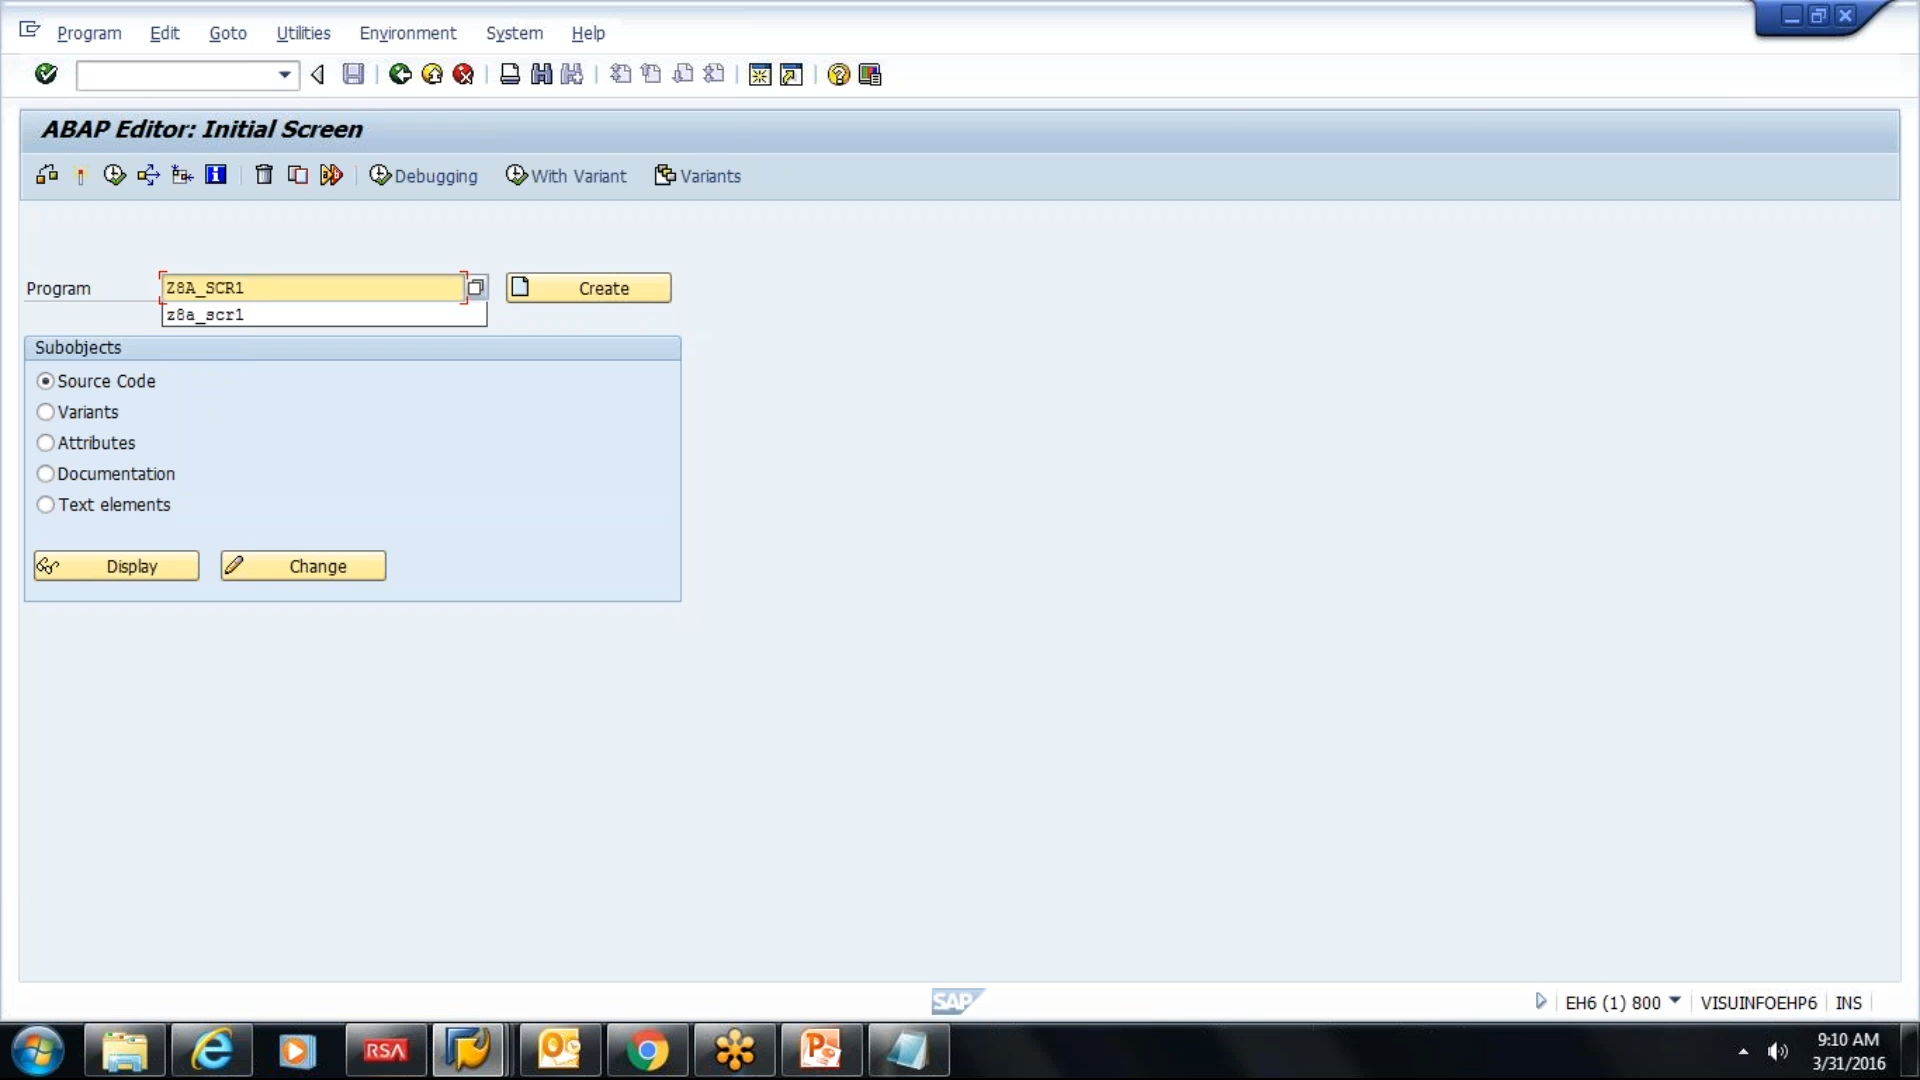 Program Edit Goto Utilities Environment System Help
ABAP Editor: Initial Screen
Debugging With Variant Variants
Program Z8A_SCR1 Create
z8a_scr1
Subobjects
Source Code
Variants
Attributes
Documentation
Text elements
Display Change
SAP EH6 (1) 800 VISUINFOEHP6 INS
RSA
9:10 AM
3/31/2016